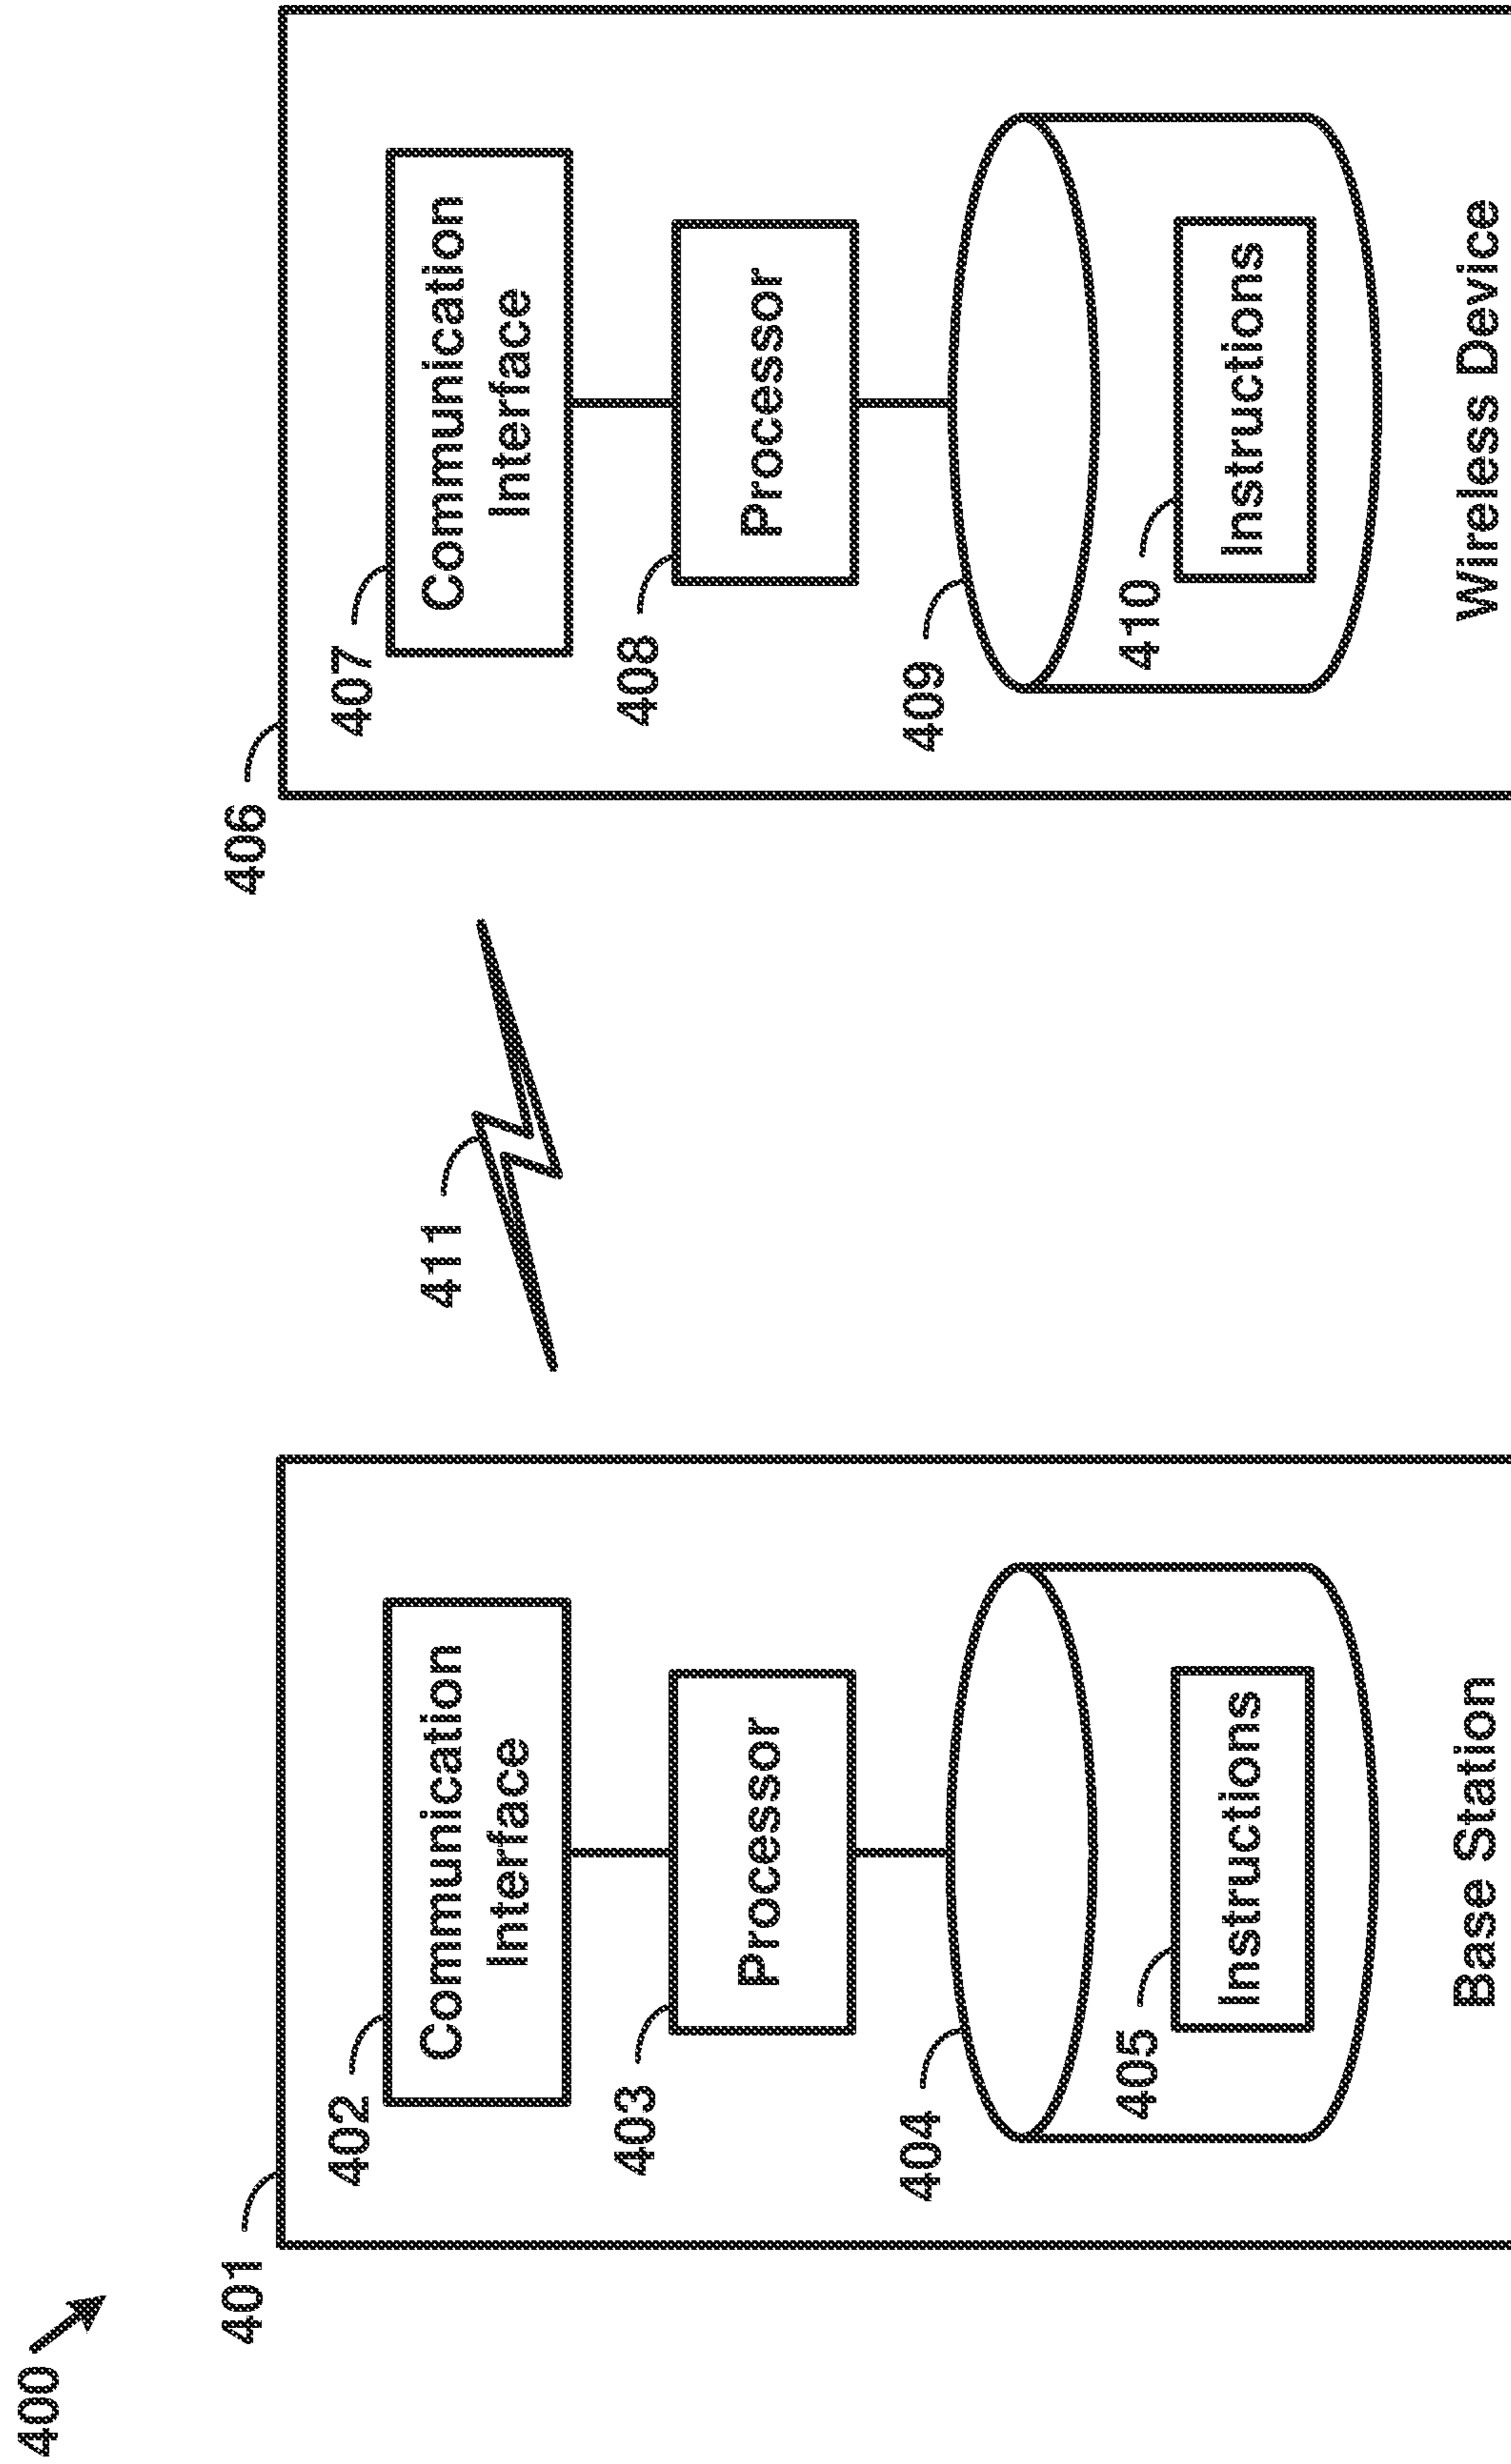 400
401
402
Communication
Interface
403
Processor
404
405
Instructions
Base Station
411
406
407
Communication
Interface
408
Processor
409
410
Instructions
Wireless Device